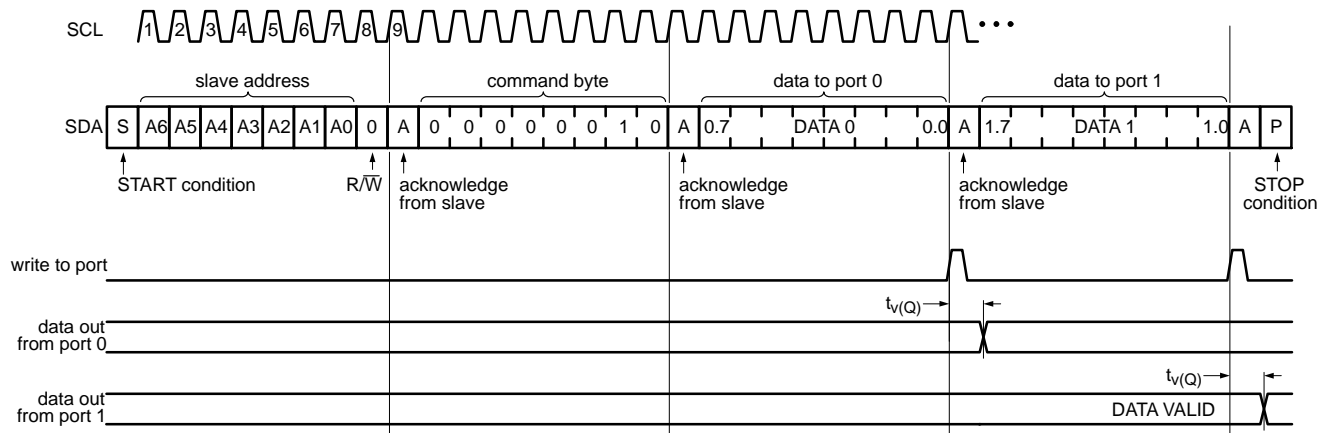 SCL 1 2 3 4 5 6 7 8 9 •••
slave address command byte data to port 0 data to port 1
SDA S A6 A5 A4 A3 A2 A1 A0 0 A 0 0 0 0 0 0 1 0 A 0.7 DATA 0 0.0 A 1.7 DATA 1 1.0 A P
START condition R/W̅ acknowledge acknowledge acknowledge STOP
from slave from slave from slave condition
write to port
tv(Q)
data out
from port 0
tv(Q)
data out
from port 1 DATA VALID